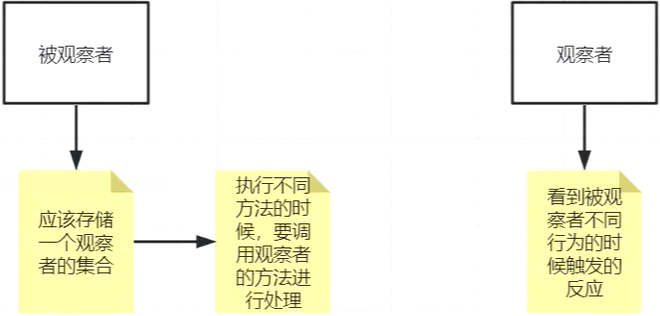 被观察者
观察者
应该存储
一个观察
者的集合
执行不同
方法的时
候，要调
用观察者
的方法进
行处理
看到被观
察者不同
行为的时
候触发的
反应